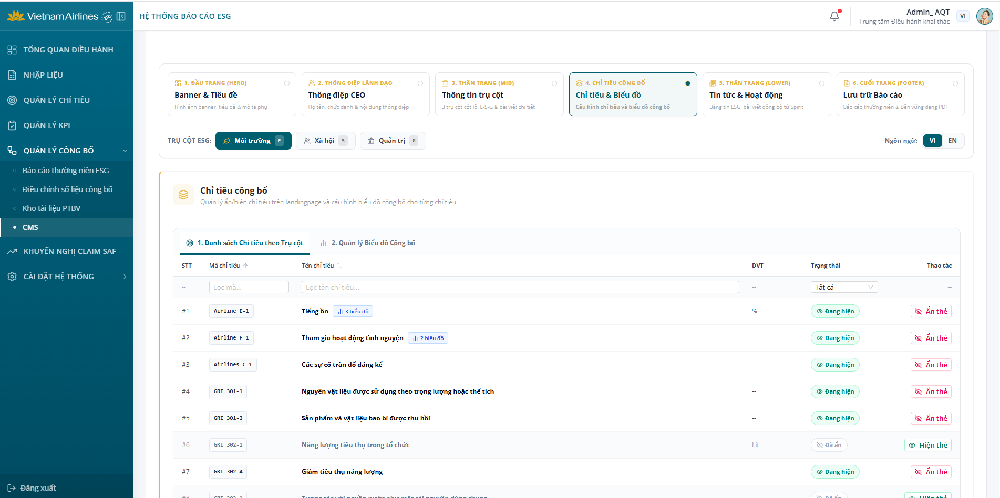 VietnamAirlines
HỆ THỐNG BÁO CÁO ESG
Admin_ AQT
Trung tâm Điều hành khai thác
VI
TỔNG QUAN ĐIỀU HÀNH
NHẬP LIỆU
QUẢN LÝ CHỈ TIÊU
QUẢN LÝ KPI
QUẢN LÝ CÔNG BỐ
Báo cáo thường niên ESG
Điều chỉnh số liệu công bố
Kho tài liệu PTBV
CMS
KHUYẾN NGHỊ CLAIM SAF
CÀI ĐẶT HỆ THỐNG
Đăng xuất
1. ĐẦU TRANG (HERO)
Banner & Tiêu đề
Hình ảnh banner, tiêu đề & mô tả phụ
2. THÔNG ĐIỆP LÃNH ĐẠO
Thông điệp CEO
Họ tên, chức danh & nội dung thông điệp
3. THÂN TRANG (MID)
Thông tin trụ cột
3 trụ cột cốt lõi E-S-G & bài viết chi tiết
4. CHỈ TIÊU CÔNG BỐ
Chỉ tiêu & Biểu đồ
Cấu hình chỉ tiêu và biểu đồ công bố
5. THÂN TRANG (LOWER)
Tin tức & Hoạt động
Bảng tin ESG, bài viết đồng bộ từ Spirit
6. CUỐI TRANG (FOOTER)
Lưu trữ Báo cáo
Báo cáo thường niên & Bền vững dạng PDF
TRỤ CỘT ESG: Môi trường E Xã hội S Quản trị G
Ngôn ngữ: VI EN
Chỉ tiêu công bố
Quản lý ẩn/hiện chỉ tiêu trên landingpage và cấu hình biểu đồ công bố cho từng chỉ tiêu
1. Danh sách Chỉ tiêu theo Trụ cột 2. Quản lý Biểu đồ Công bố
STT Mã chỉ tiêu Tên chỉ tiêu ĐVT Trạng thái Thao tác
-- Lọc mã... Lọc tên chỉ tiêu... -- Tất cả --
#1 Airline E-1 Tiếng ồn 3 biểu đồ % Đang hiện Ẩn thẻ
#2 Airline F-1 Tham gia hoạt động tình nguyện 2 biểu đồ -- Đang hiện Ẩn thẻ
#3 Airlines C-1 Các sự cố tràn đổ đáng kể -- Đang hiện Ẩn thẻ
#4 GRI 301-1 Nguyên vật liệu được sử dụng theo trọng lượng hoặc thể tích -- Đang hiện Ẩn thẻ
#5 GRI 301-3 Sản phẩm và vật liệu bao bì được thu hồi -- Đang hiện Ẩn thẻ
#6 GRI 302-1 Năng lượng tiêu thụ trong tổ chức Lít Đã ẩn Hiện thẻ
#7 GRI 302-4 Giảm tiêu thụ năng lượng -- Đang hiện Ẩn thẻ
#8 GRI 303-1 Tương tác với nguồn nước như một tài nguyên dùng chung Đã ẩn Hiện thẻ